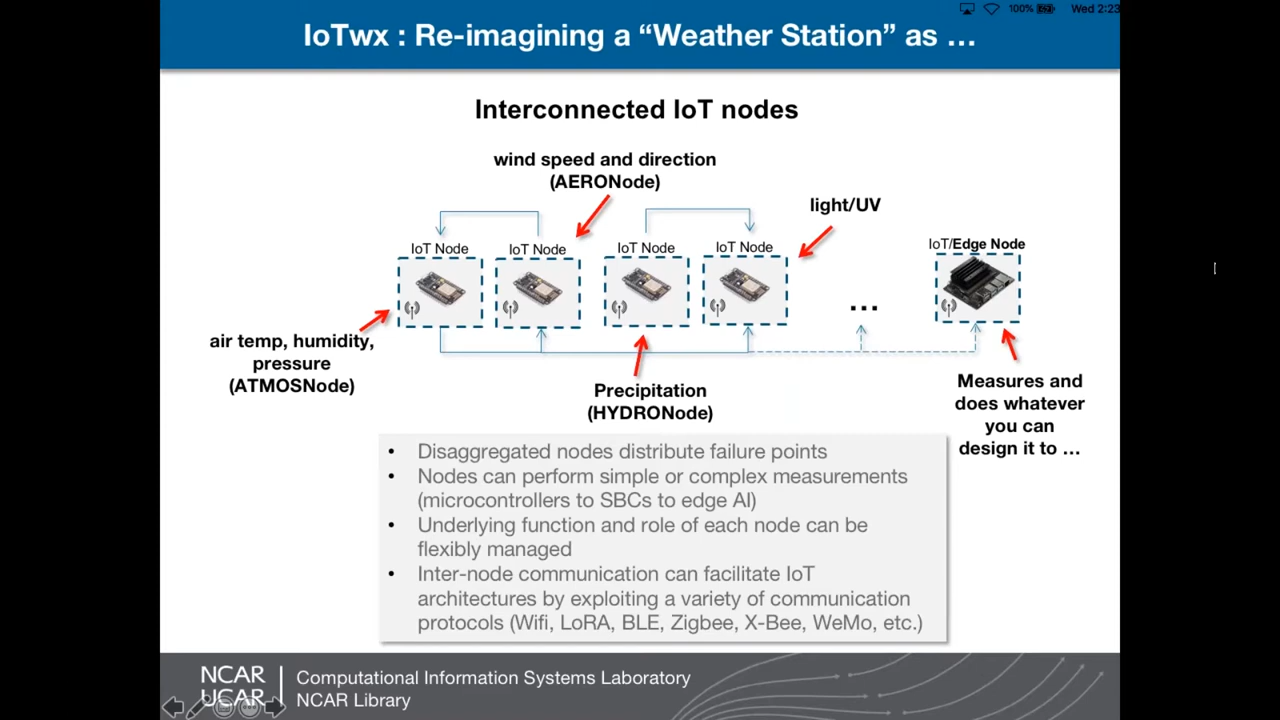 100%
Wed 2:23
IoTwx : Re-imagining a “Weather Station” as …
Interconnected IoT nodes
wind speed and direction
(AERONode)
light/UV
IoT Node
IoT Node
IoT Node
IoT Node
IoT/Edge Node
...
air temp, humidity,
pressure
(ATMOSNode)
Precipitation
(HYDRONode)
Measures and
does whatever
you can
design it to …
• Disaggregated nodes distribute failure points
• Nodes can perform simple or complex measurements
(microcontrollers to SBCs to edge AI)
• Underlying function and role of each node can be
flexibly managed
• Inter-node communication can facilitate IoT
architectures by exploiting a variety of communication
protocols (Wifi, LoRA, BLE, Zigbee, X-Bee, WeMo, etc.)
NCAR
UCAR
Computational Information Systems Laboratory
NCAR Library